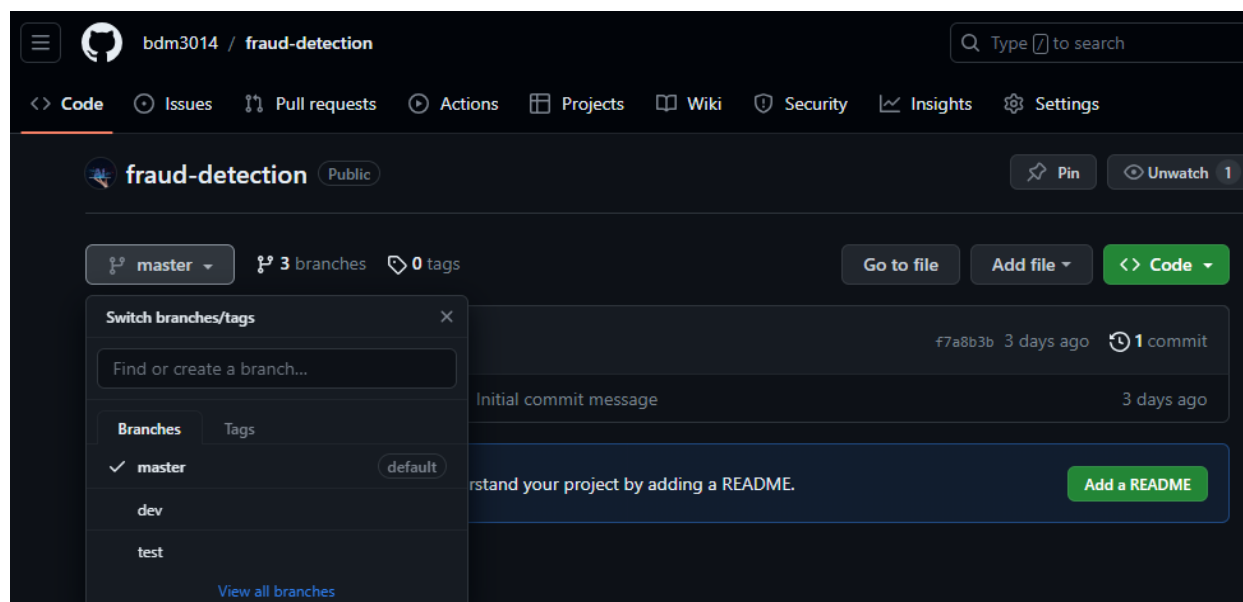 bdm3014 / fraud-detection
Type / to search
<> Code Issues Pull requests Actions Projects Wiki Security Insights Settings
fraud-detection Public
Pin Unwatch 1
master 3 branches 0 tags
Go to file Add file <> Code
Switch branches/tags
f7a8b3b 3 days ago 1 commit
Find or create a branch...
Initial commit message 3 days ago
Branches Tags
master default
rstand your project by adding a README. Add a README
dev
test
View all branches